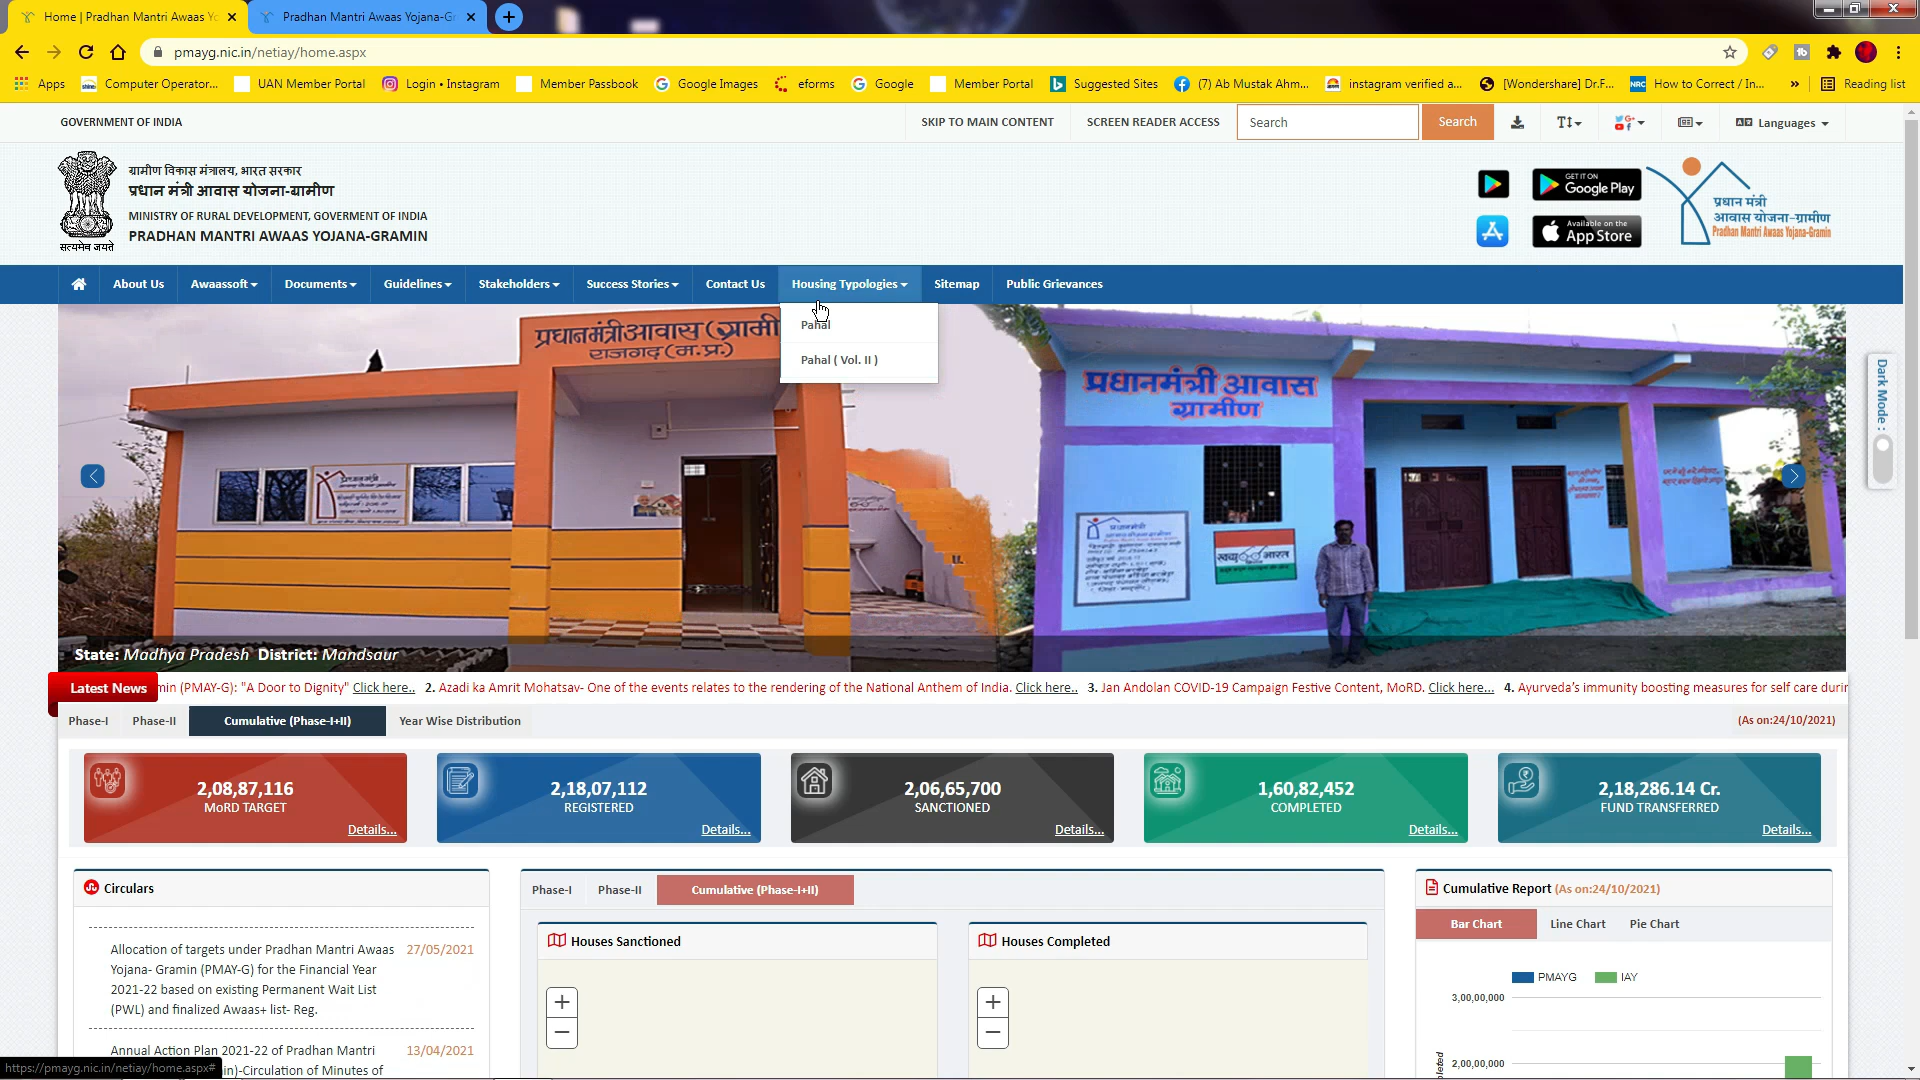 Home | Pradhan Mantri Awaas Yo
Pradhan Mantri Awaas Yojana-G
pmayg.nic.in/netiay/home.aspx
Apps
Computer Operator...
UAN Member Portal
Login • Instagram
Member Passbook
Google Images
eforms
Google
Member Portal
Suggested Sites
(7) Ab Mustak Ahm...
instagram verified a...
[Wondershare] Dr.F...
How to Correct / In...
Reading list
GOVERNMENT OF INDIA
SKIP TO MAIN CONTENT
SCREEN READER ACCESS
Search
Search
Languages
ग्रामीण विकास मंत्रालय, भारत सरकार
प्रधान मंत्री आवास योजना-ग्रामीण
MINISTRY OF RURAL DEVELOPMENT, GOVERMENT OF INDIA
PRADHAN MANTRI AWAAS YOJANA-GRAMIN
सत्यमेव जयते
GET IT ON
Google Play
Available on the
App Store
प्रधान मंत्री
आवास योजना-ग्रामीण
Pradhan Mantri Awaas Yojna-Gramin
About Us
Awaassoft
Documents
Guidelines
Stakeholders
Success Stories
Contact Us
Housing Typologies
Sitemap
Public Grievances
Pahal
Pahal ( Vol. II )
प्रधानमंत्री आवास (ग्रामी
राजगढ़ (म.प्र.)
प्रधानमंत्री आवास
ग्रामीण
Dark Mode :
State: Madhya Pradesh District: Mandsaur
Latest News
min (PMAY-G): "A Door to Dignity" Click here.. 2. Azadi ka Amrit Mohatsav- One of the events relates to the rendering of the National Anthem of India. Click here.. 3. Jan Andolan COVID-19 Campaign Festive Content, MoRD. Click here... 4. Ayurveda's immunity boosting measures for self care durin
Phase-I
Phase-II
Cumulative (Phase-I+II)
Year Wise Distribution
(As on:24/10/2021)
2,08,87,116
MoRD TARGET
Details...
2,18,07,112
REGISTERED
Details...
2,06,65,700
SANCTIONED
Details...
1,60,82,452
COMPLETED
Details...
2,18,286.14 Cr.
FUND TRANSFERRED
Details...
Circulars
Allocation of targets under Pradhan Mantri Awaas 27/05/2021
Yojana- Gramin (PMAY-G) for the Financial Year
2021-22 based on existing Permanent Wait List
(PWL) and finalized Awaas+ list- Reg.
Annual Action Plan 2021-22 of Pradhan Mantri 13/04/2021
in)-Circulation of Minutes of
Phase-I
Phase-II
Cumulative (Phase-I+II)
Houses Sanctioned
+
−
Houses Completed
+
−
Cumulative Report (As on:24/10/2021)
Bar Chart
Line Chart
Pie Chart
PMAYG
IAY
3,00,00,000
2,00,00,000
https://pmayg.nic.in/netiay/home.aspx#